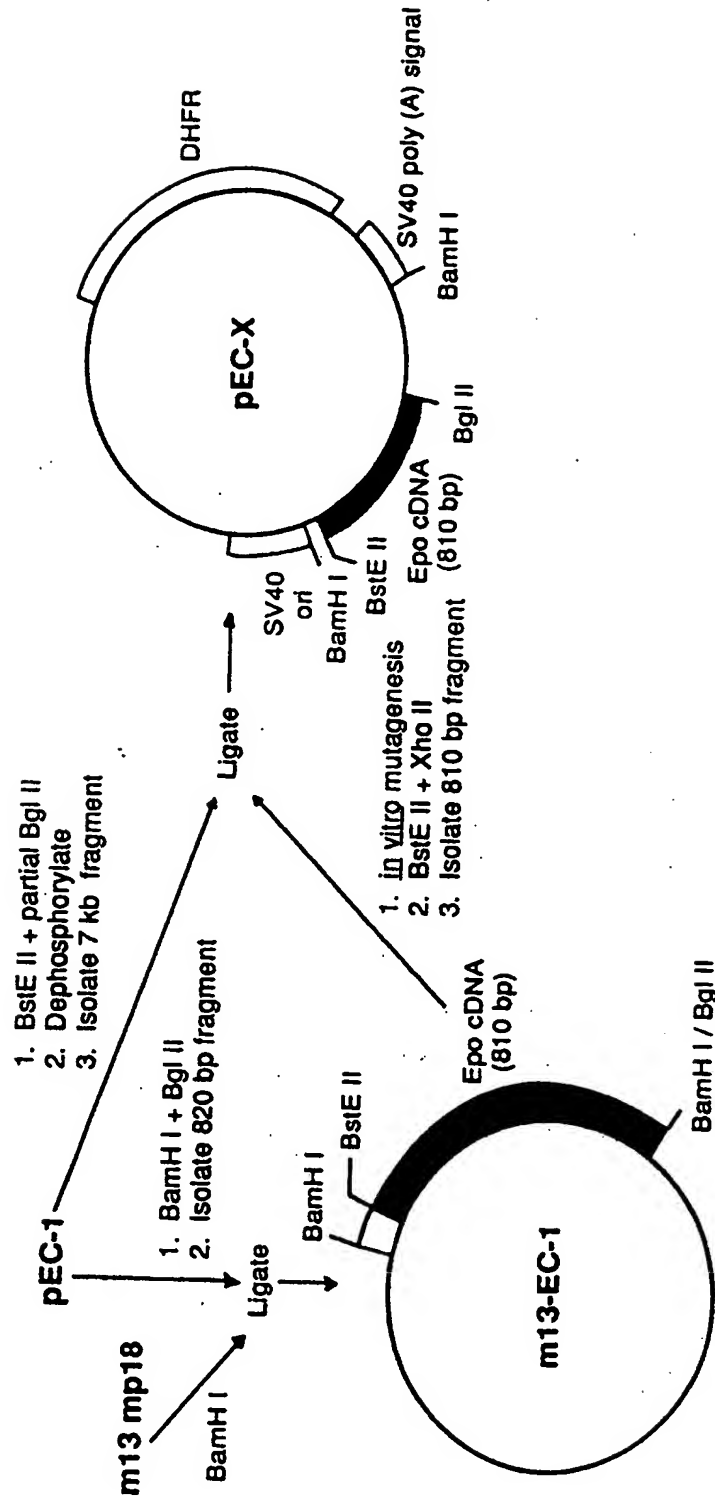 m13 mp18
BamH I
pEC-1
1. BamH I + Bgl II
2. Isolate 820 bp fragment
Ligate
1. BstE II + partial Bgl II
2. Dephosphorylate
3. Isolate 7 kb fragment
Ligate
m13-EC-1
BamH I
BstE II
Epo cDNA
(810 bp)
BamH I / Bgl II
1. in vitro mutagenesis
2. BstE II + Xho II
3. Isolate 810 bp fragment
pEC-X
DHFR
SV40 poly (A) signal
BamH I
Bgl II
Epo cDNA
(810 bp)
BstE II
BamH I
SV40
ori